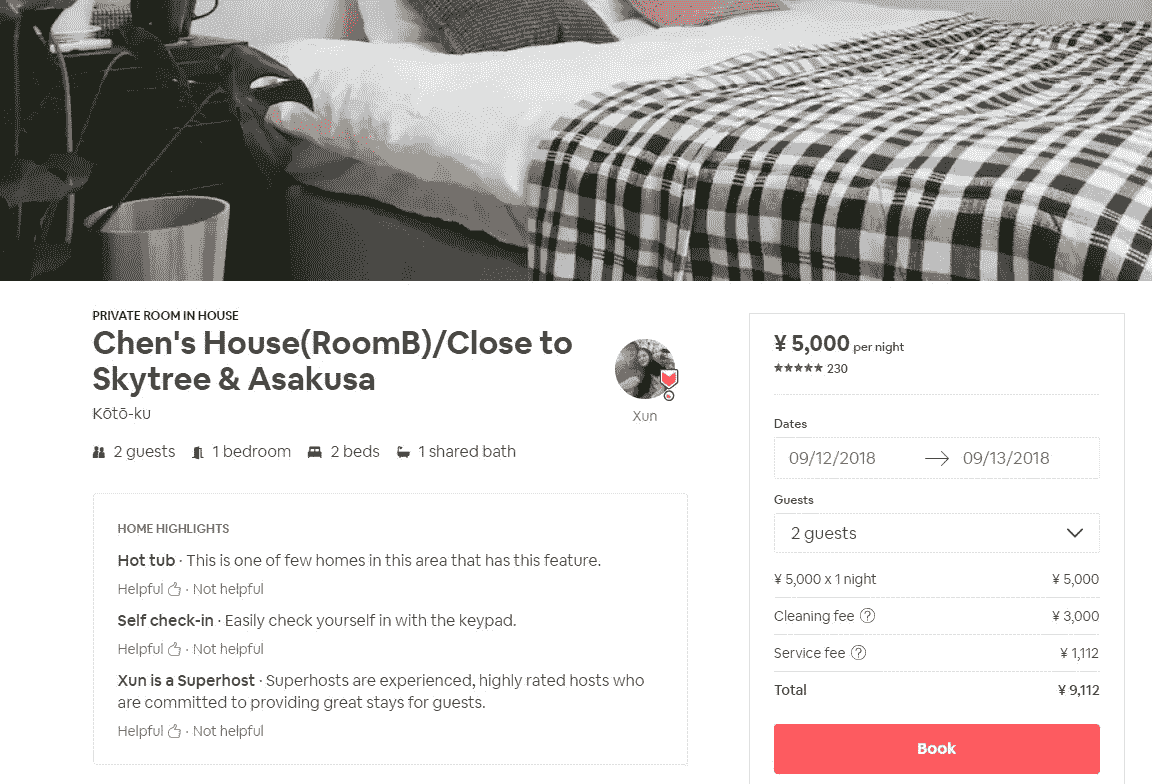 PRIVATE ROOM IN HOUSE
Chen's House(RoomB)/Close to
Skytree & Asakusa
Kōtō-ku
2 guests 1 bedroom 2 beds 1 shared bath
Xun
HOME HIGHLIGHTS
Hot tub · This is one of few homes in this area that has this feature.
Helpful · Not helpful
Self check-in · Easily check yourself in with the keypad.
Helpful · Not helpful
Xun is a Superhost · Superhosts are experienced, highly rated hosts who
are committed to providing great stays for guests.
Helpful · Not helpful
¥ 5,000 per night
★★★★★ 230
Dates
09/12/2018 → 09/13/2018
Guests
2 guests
¥ 5,000 x 1 night ¥ 5,000
Cleaning fee ? ¥ 3,000
Service fee ? ¥ 1,112
Total ¥ 9,112
Book